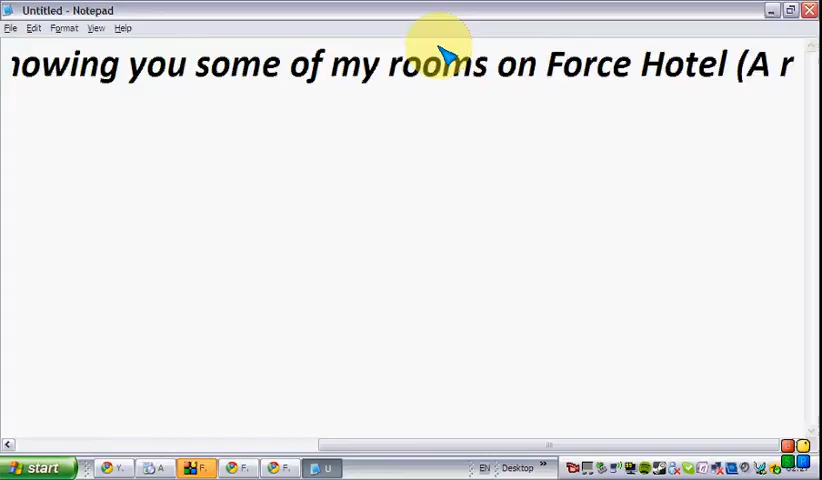 Untitled - Notepad
File Edit Format View Help
howing you some of my rooms on Force Hotel (A r
start Y. A F. F. F. U EN Desktop